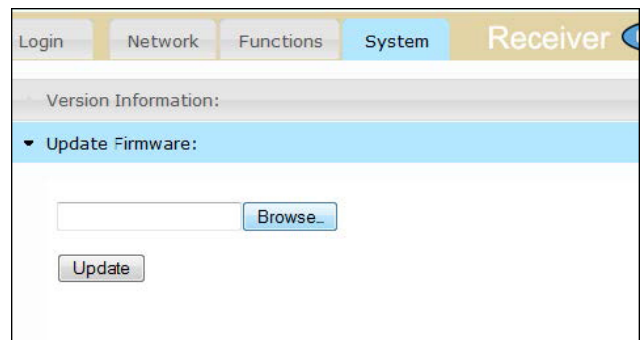 Login Network Functions System Receiver
Version Information:
Update Firmware:
Browse...
Update